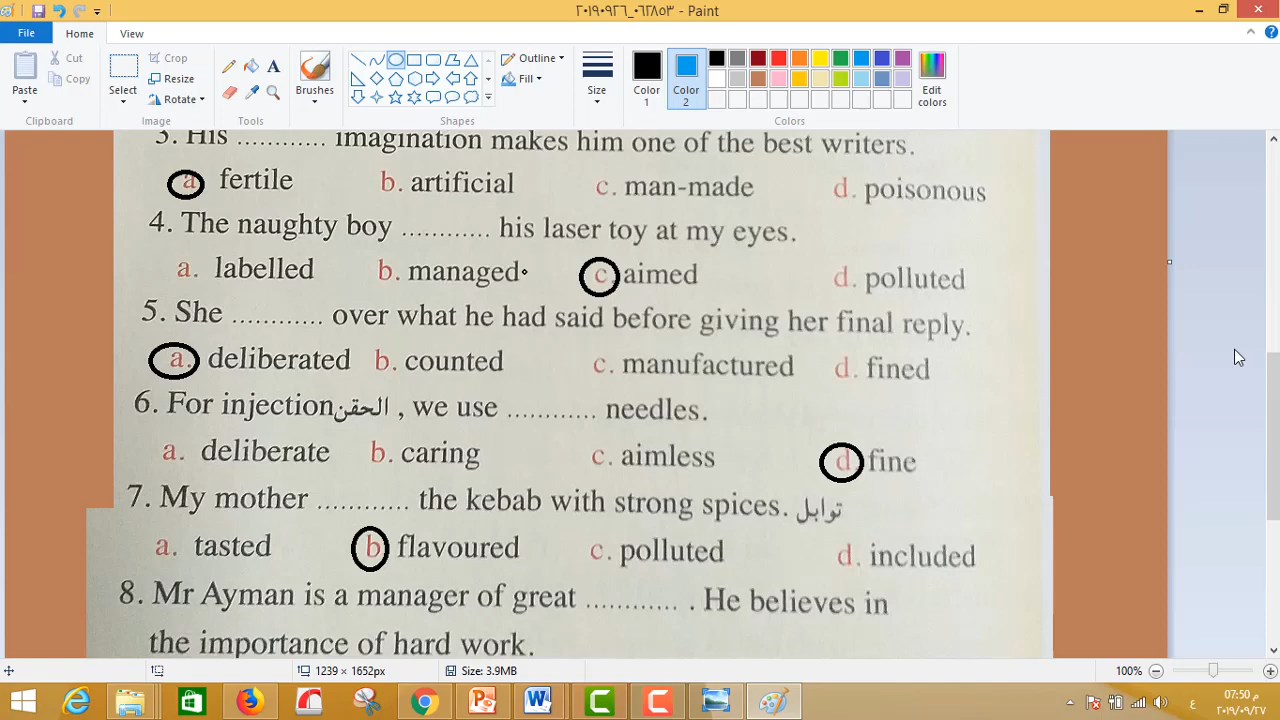 ٢٠١٩٠٩٢٦_٠٦٢٨٥٣ - Paint
File Home View
Paste Cut Copy Clipboard
Select Crop Resize Rotate Image
Tools
Brushes
Outline Fill Shapes
Size
Color 1 Color 2 Edit colors Colors
3. His ............ imagination makes him one of the best writers.
a fertile b. artificial c. man-made d. poisonous
4. The naughty boy ............ his laser toy at my eyes.
a. labelled b. managed c. aimed d. polluted
5. She ............ over what he had said before giving her final reply.
a. deliberated b. counted c. manufactured d. fined
6. For injection الحقن , we use ............ needles.
a. deliberate b. caring c. aimless d. fine
7. My mother ............ the kebab with strong spices. توابل
a. tasted b flavoured c. polluted d. included
8. Mr Ayman is a manager of great ............ . He believes in
the importance of hard work.
1239 × 1652px Size: 3.9MB 100%
ع 07:50 م
٢٠١٩/٠٩/٢٧